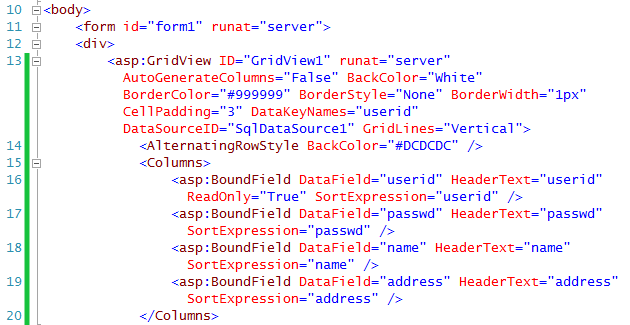 10 <body>
11 <form id="form1" runat="server">
12 <div>
13 <asp:GridView ID="GridView1" runat="server"
AutoGenerateColumns="False" BackColor="White"
BorderColor="#999999" BorderStyle="None" BorderWidth="1px"
CellPadding="3" DataKeyNames="userid"
DataSourceID="SqlDataSource1" GridLines="Vertical">
14 <AlternatingRowStyle BackColor="#DCDCDC" />
15 <Columns>
16 <asp:BoundField DataField="userid" HeaderText="userid"
ReadOnly="True" SortExpression="userid" />
17 <asp:BoundField DataField="passwd" HeaderText="passwd"
SortExpression="passwd" />
18 <asp:BoundField DataField="name" HeaderText="name"
SortExpression="name" />
19 <asp:BoundField DataField="address" HeaderText="address"
SortExpression="address" />
20 </Columns>